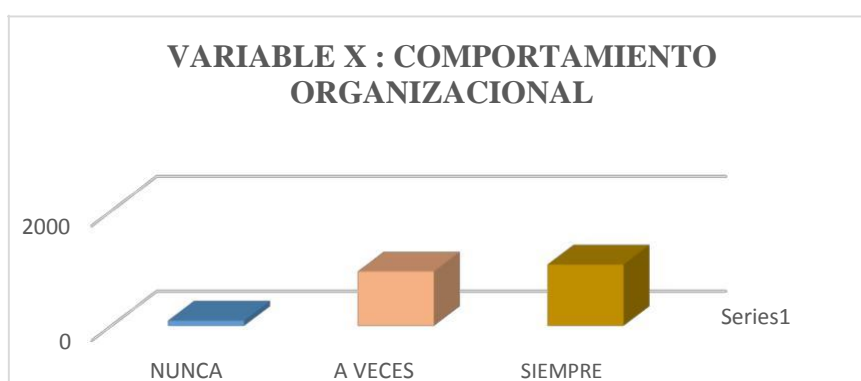 VARIABLE X : COMPORTAMIENTO
ORGANIZACIONAL
2000
0
Series1
NUNCA A VECES SIEMPRE